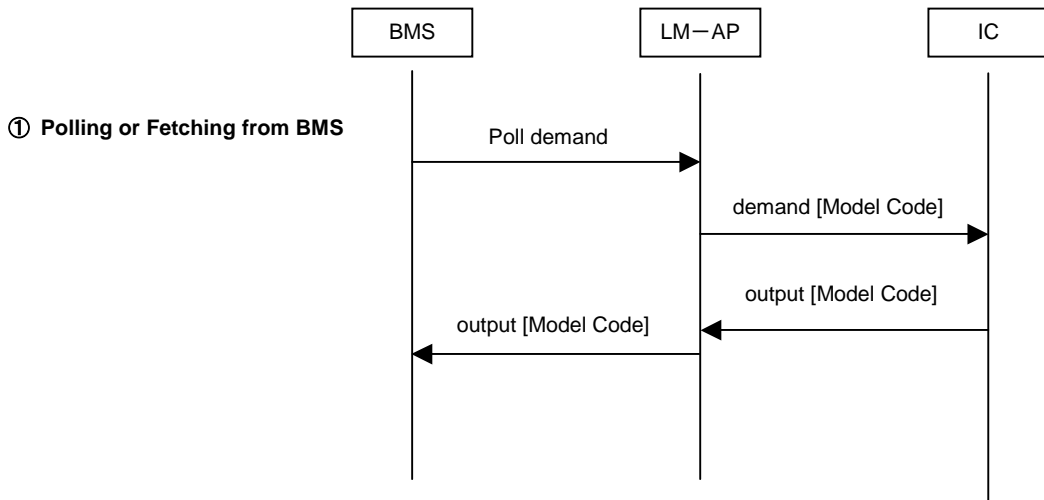 BMS
LM－AP
IC
① Polling or Fetching from BMS
Poll demand
demand [Model Code]
output [Model Code]
output [Model Code]